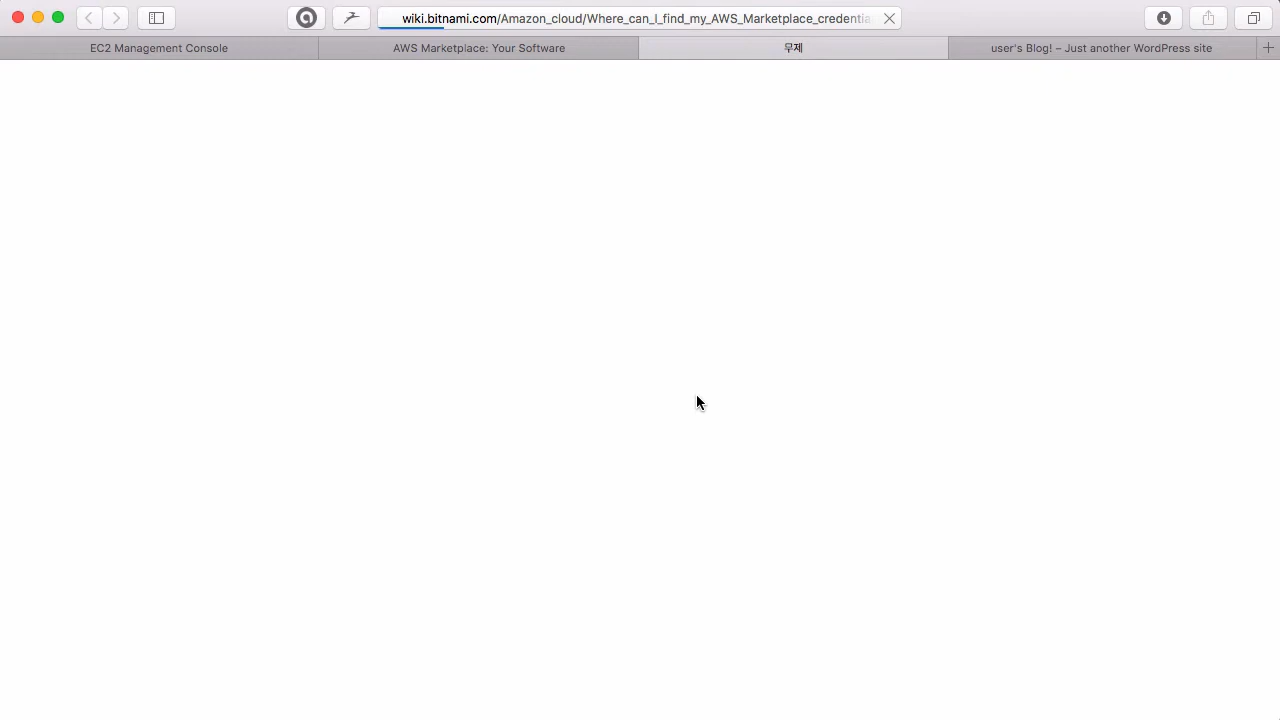 wiki.bitnami.com/Amazon_cloud/Where_can_I_find_my_AWS_Marketplace_credentia
EC2 Management Console
AWS Marketplace: Your Software
무제
user's Blog! – Just another WordPress site